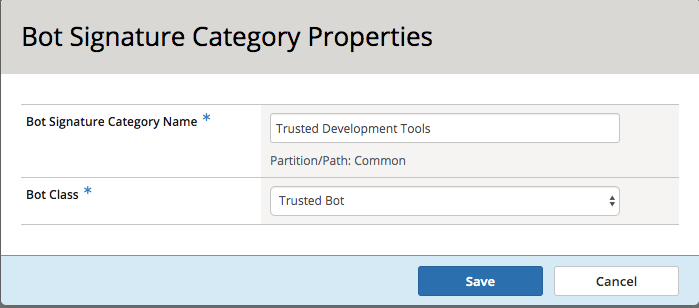 Bot Signature Category Properties
Bot Signature Category Name *
Trusted Development Tools
Partition/Path: Common
Bot Class *
Trusted Bot
Save
Cancel